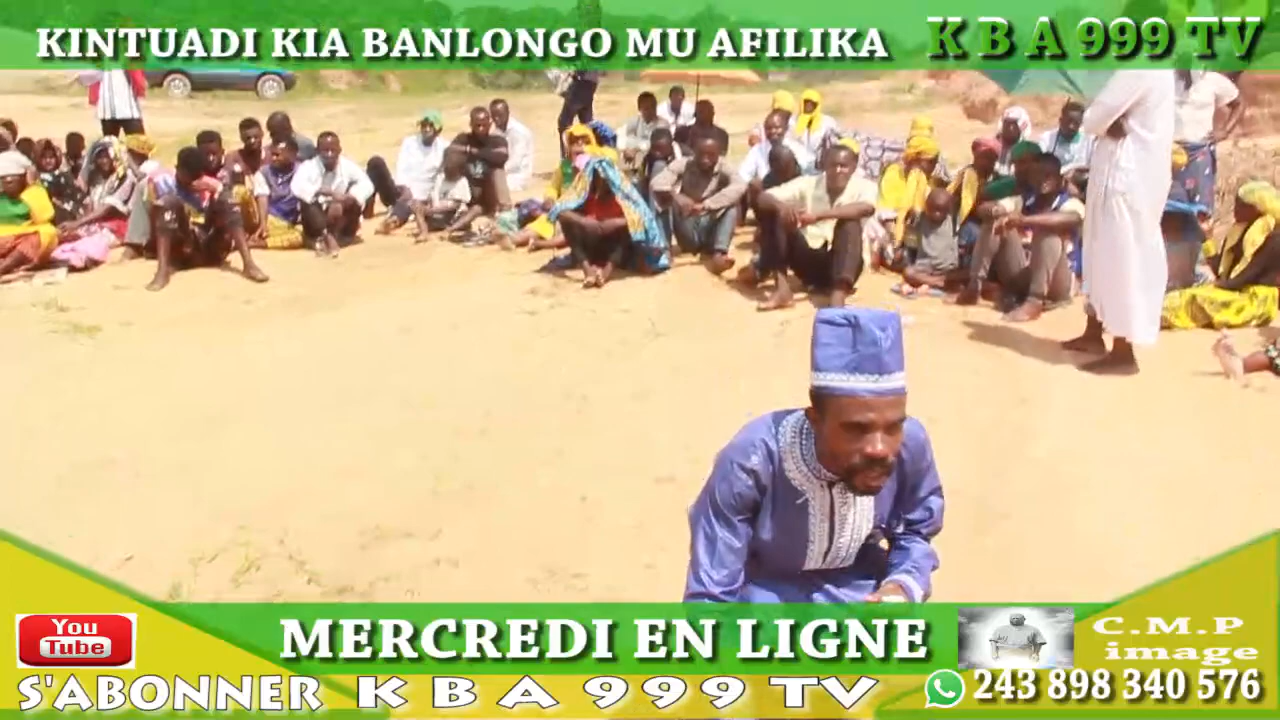 KINTUADI KIA BANLONGO MU AFILIKA
K B A 999 TV
MERCREDI EN LIGNE
You
Tube
C.M.P
image
S'ABONNER K B A 999 TV
243 898 340 576